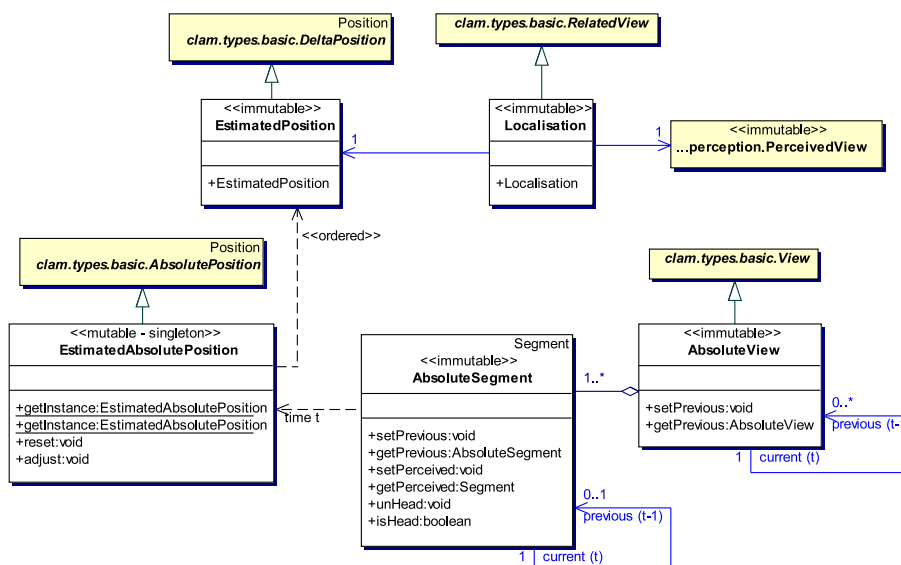 Position
clam.types.basic.DeltaPosition
clam.types.basic.RelatedView
<<immutable>>
EstimatedPosition
+EstimatedPosition
1
<<immutable>>
Localisation
+Localisation
1
<<immutable>>
...perception.PerceivedView
<<ordered>>
Position
clam.types.basic.AbsolutePosition
clam.types.basic.View
<<mutable - singleton>>
EstimatedAbsolutePosition
+getInstance:EstimatedAbsolutePosition
+getInstance:EstimatedAbsolutePosition
+reset:void
+adjust:void
time t
Segment
<<immutable>>
AbsoluteSegment
+setPrevious:void
+getPrevious:AbsoluteSegment
+setPerceived:void
+getPerceived:Segment
+unHead:void
+isHead:boolean
1..*
<<immutable>>
AbsoluteView
+setPrevious:void
+getPrevious:AbsoluteView
0..*
previous (t-1
1
current (t)
0..1
previous (t-1)
1
current (t)